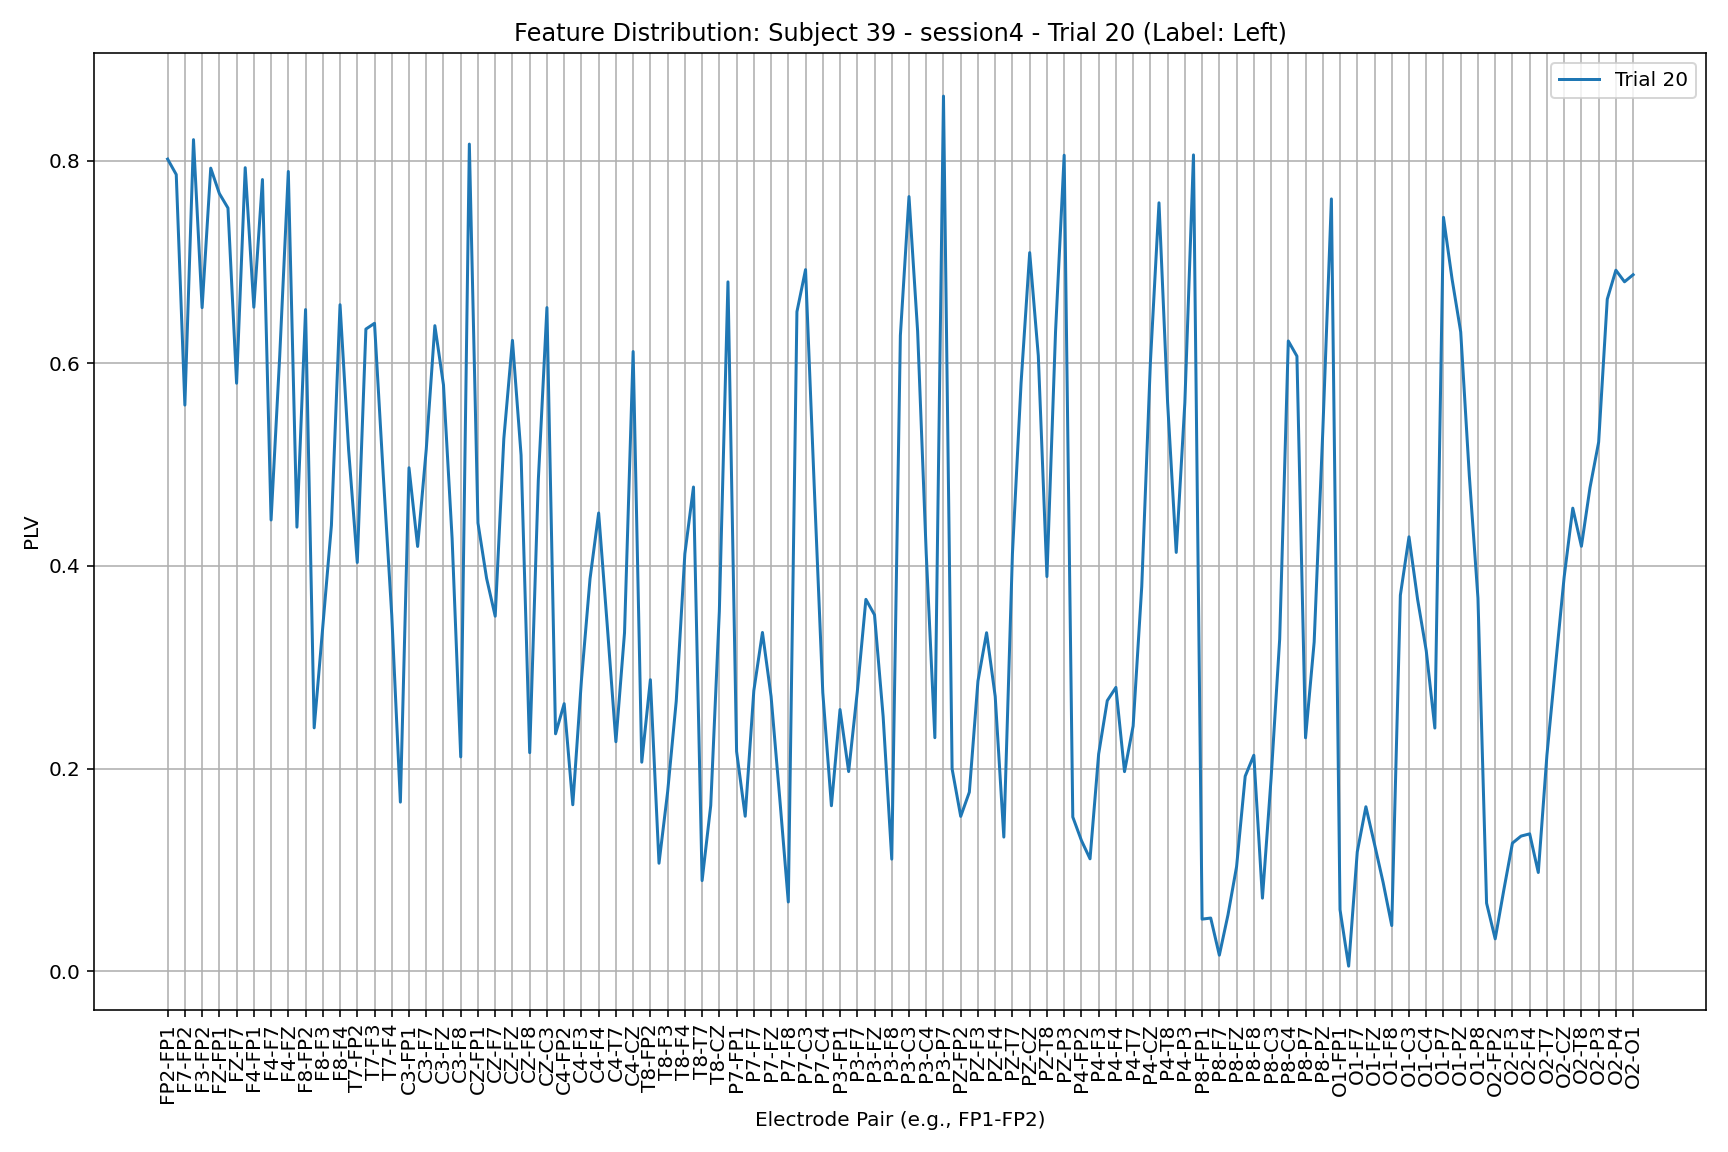 Feature Distribution: Subject 39 - session4 - Trial 20 (Label: Left)
Trial 20
PLV
0.8
0.6
0.4
0.2
0.0
FP2-FP1
F7-FP2
F3-FP2
FZ-FP1
FZ-F7
F4-FP1
F4-F7
F4-FZ
F8-FP2
F8-F3
F8-F4
T7-FP2
T7-F3
T7-F4
C3-FP1
C3-F7
C3-FZ
C3-F8
CZ-FP1
CZ-F7
CZ-FZ
CZ-F8
CZ-C3
C4-FP2
C4-F3
C4-F4
C4-T7
C4-CZ
T8-FP2
T8-F3
T8-F4
T8-T7
T8-CZ
P7-FP1
P7-F7
P7-FZ
P7-F8
P7-C3
P7-C4
P3-FP1
P3-F7
P3-FZ
P3-F8
P3-C3
P3-C4
P3-P7
PZ-FP2
PZ-F3
PZ-F4
PZ-T7
PZ-CZ
PZ-T8
PZ-P3
P4-FP2
P4-F3
P4-F4
P4-T7
P4-CZ
P4-T8
P4-P3
P8-FP1
P8-F7
P8-FZ
P8-F8
P8-C3
P8-C4
P8-P7
P8-PZ
O1-FP1
O1-F7
O1-FZ
O1-F8
O1-C3
O1-C4
O1-P7
O1-PZ
O1-P8
O2-FP2
O2-F3
O2-F4
O2-T7
O2-CZ
O2-T8
O2-P3
O2-P4
O2-O1
Electrode Pair (e.g., FP1-FP2)